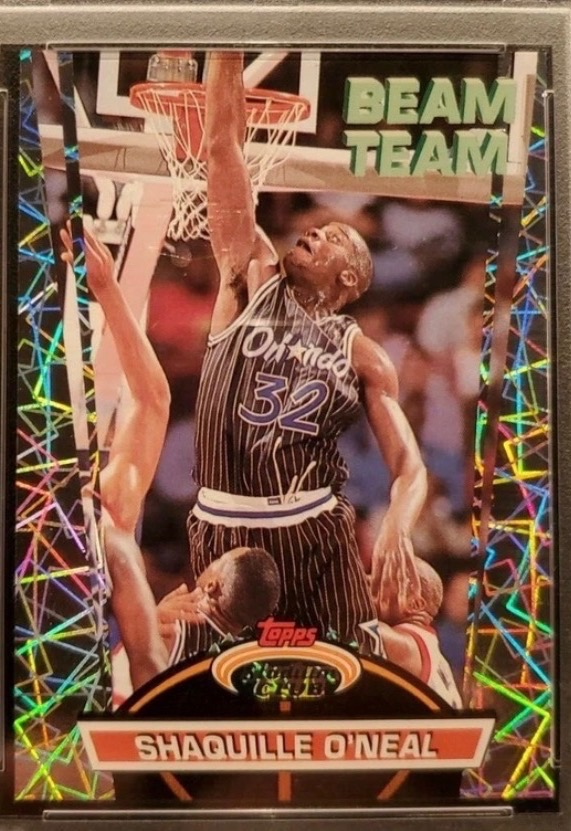 BEAM
TEAM
Orlando
32
Topps
Stadium
CLUB
SHAQUILLE O'NEAL